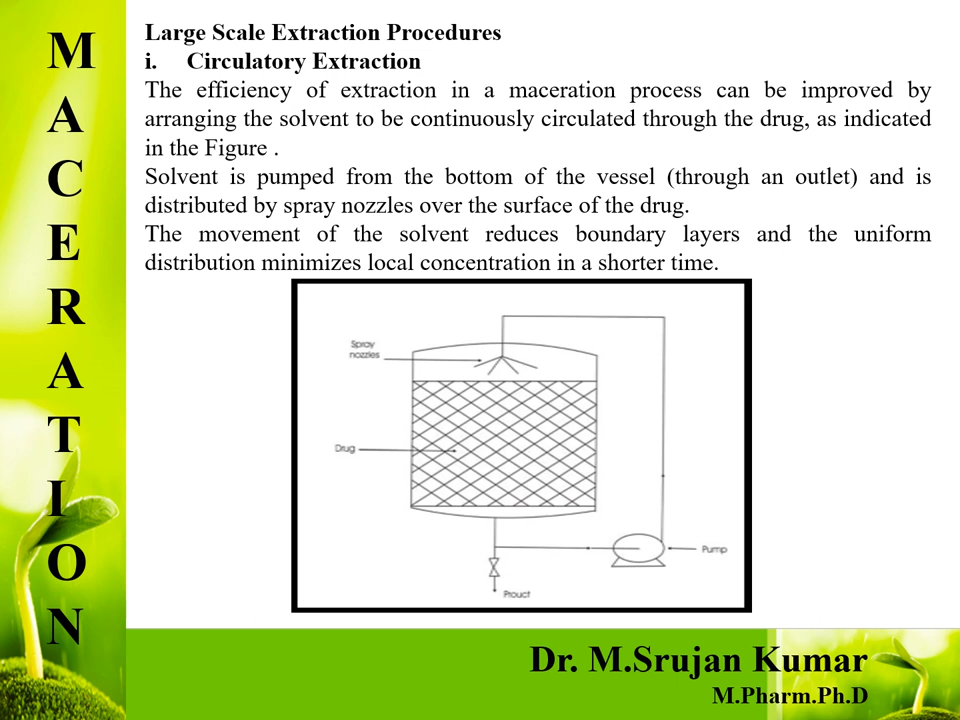 M
A
C
E
R
A
T
I
O
N
Large Scale Extraction Procedures
i. Circulatory Extraction
The efficiency of extraction in a maceration process can be improved by
arranging the solvent to be continuously circulated through the drug, as indicated
in the Figure .
Solvent is pumped from the bottom of the vessel (through an outlet) and is
distributed by spray nozzles over the surface of the drug.
The movement of the solvent reduces boundary layers and the uniform
distribution minimizes local concentration in a shorter time.
Spray
nozzles
Drug
Pump
Prouct
Dr. M.Srujan Kumar
M.Pharm.Ph.D